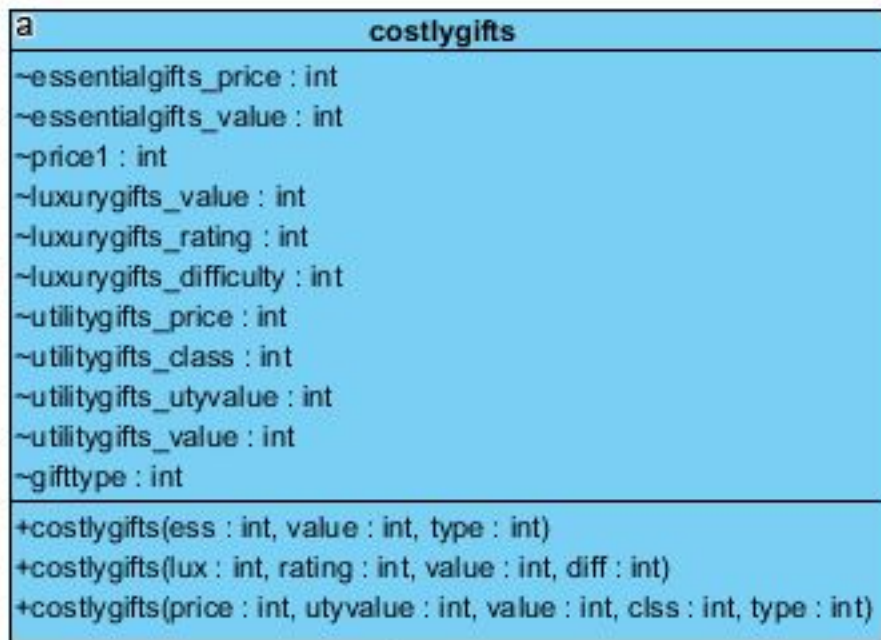 a
costlygifts
~essentialgifts_price : int
~essentialgifts_value : int
~price1 : int
~luxurygifts_value : int
~luxurygifts_rating : int
~luxurygifts_difficulty : int
~utilitygifts_price : int
~utilitygifts_class : int
~utilitygifts_utyvalue : int
~utilitygifts_value : int
~gifttype : int
+costlygifts(ess : int, value : int, type : int)
+costlygifts(lux : int, rating : int, value : int, diff : int)
+costlygifts(price : int, utyvalue : int, value : int, clss : int, type : int)